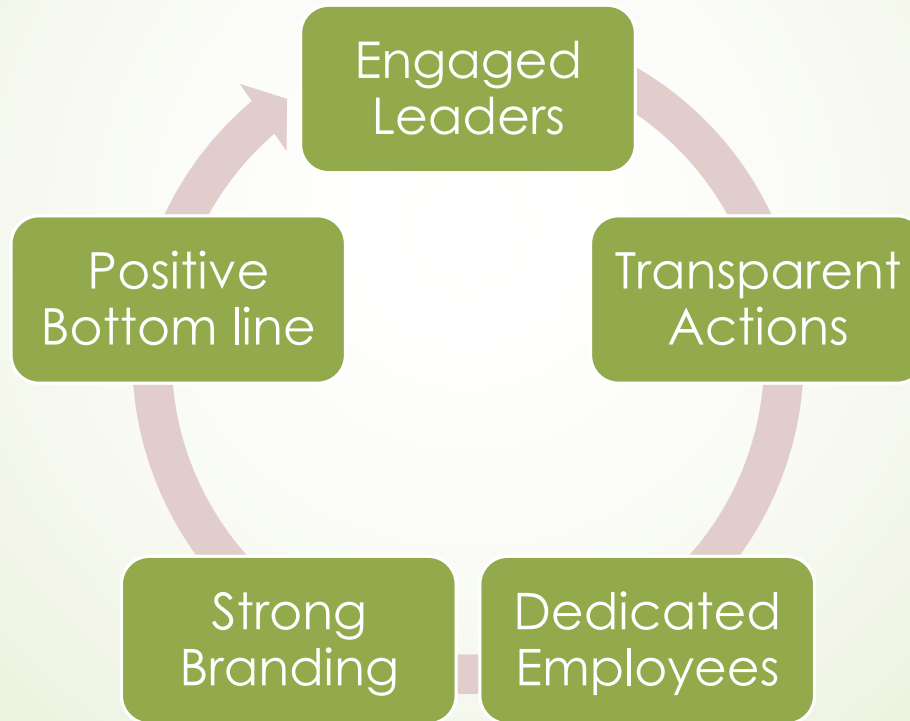 Engaged
Leaders
Transparent
Actions
Dedicated
Employees
Strong
Branding
Positive
Bottom line